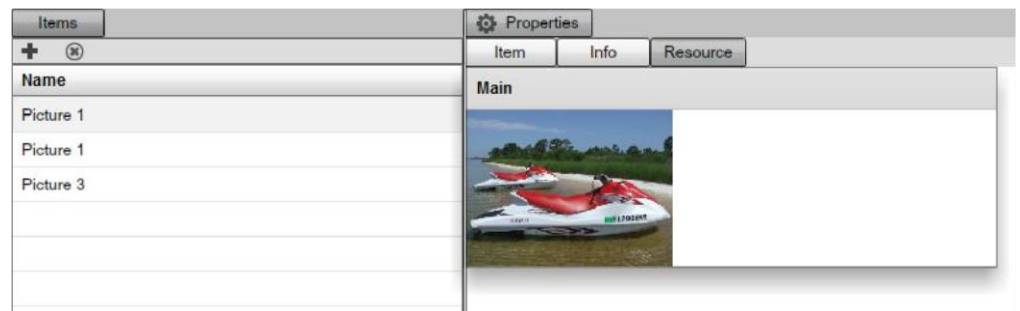 Items
Properties
Item Info Resource
Name
Main
Picture 1
Picture 1
Picture 3